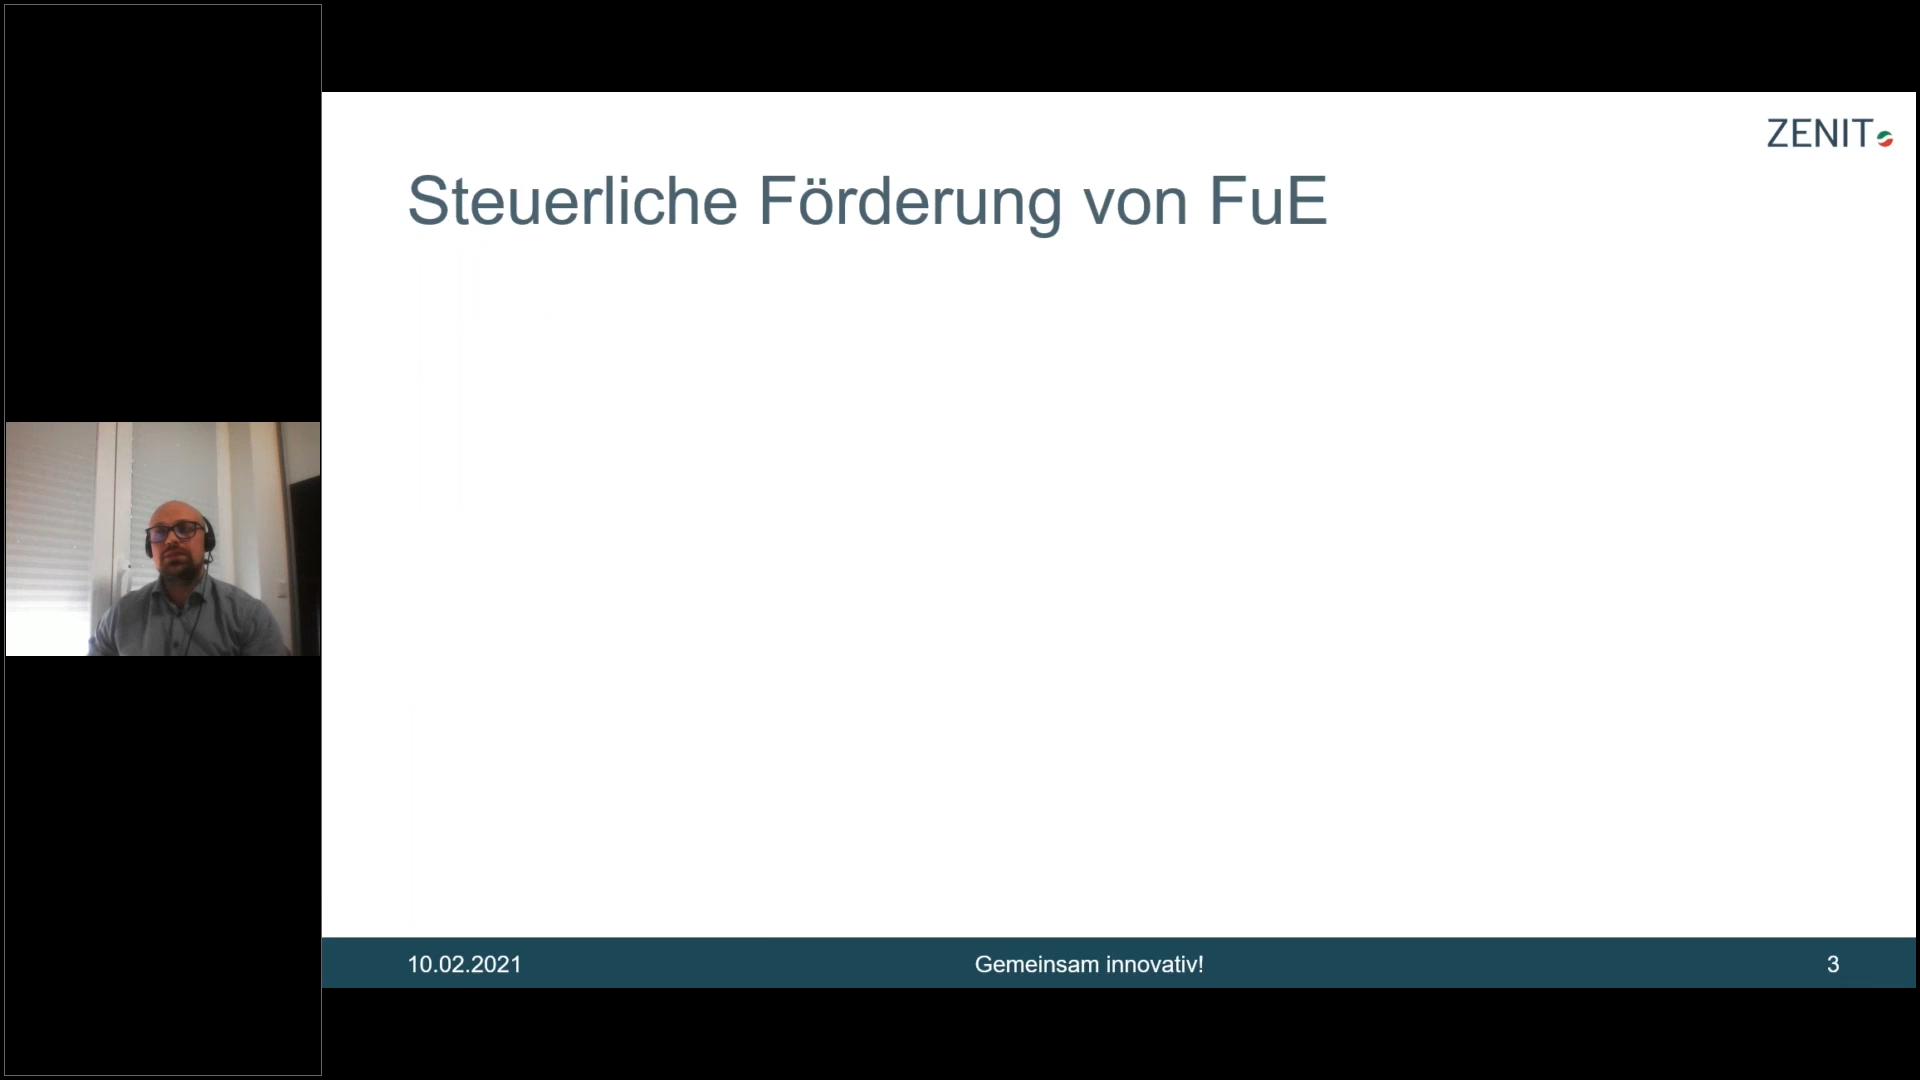 ZENIT
Steuerliche Förderung von FuE
10.02.2021
Gemeinsam innovativ!
3